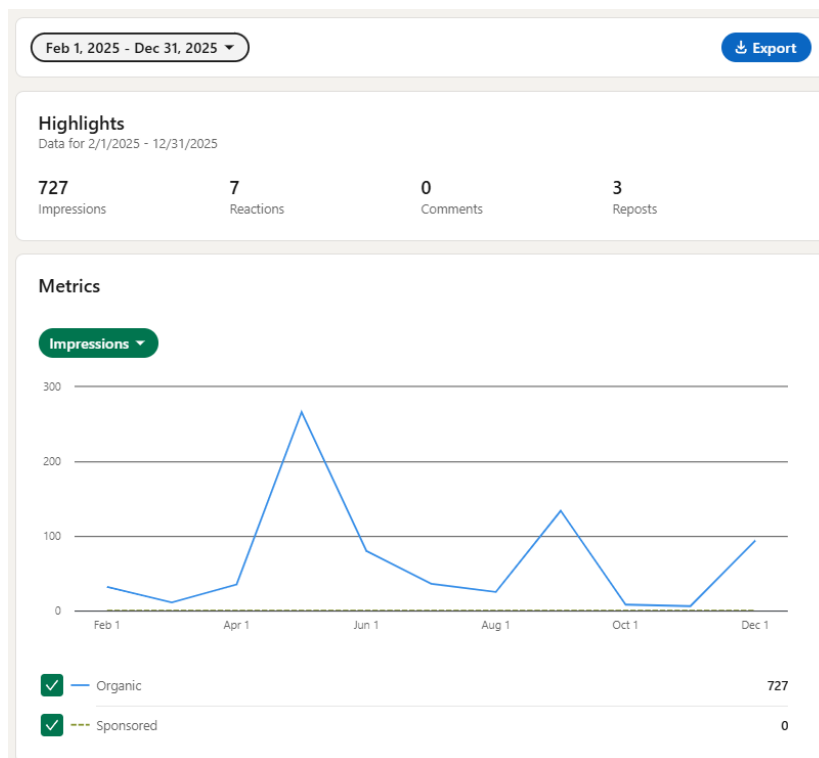 Feb 1, 2025 - Dec 31, 2025
Export
Highlights
Data for 2/1/2025 - 12/31/2025
727 7 0 3
Impressions Reactions Comments Reposts
Metrics
Impressions
300
200
100
0
Feb 1 Apr 1 Jun 1 Aug 1 Oct 1 Dec 1
Organic 727
Sponsored 0